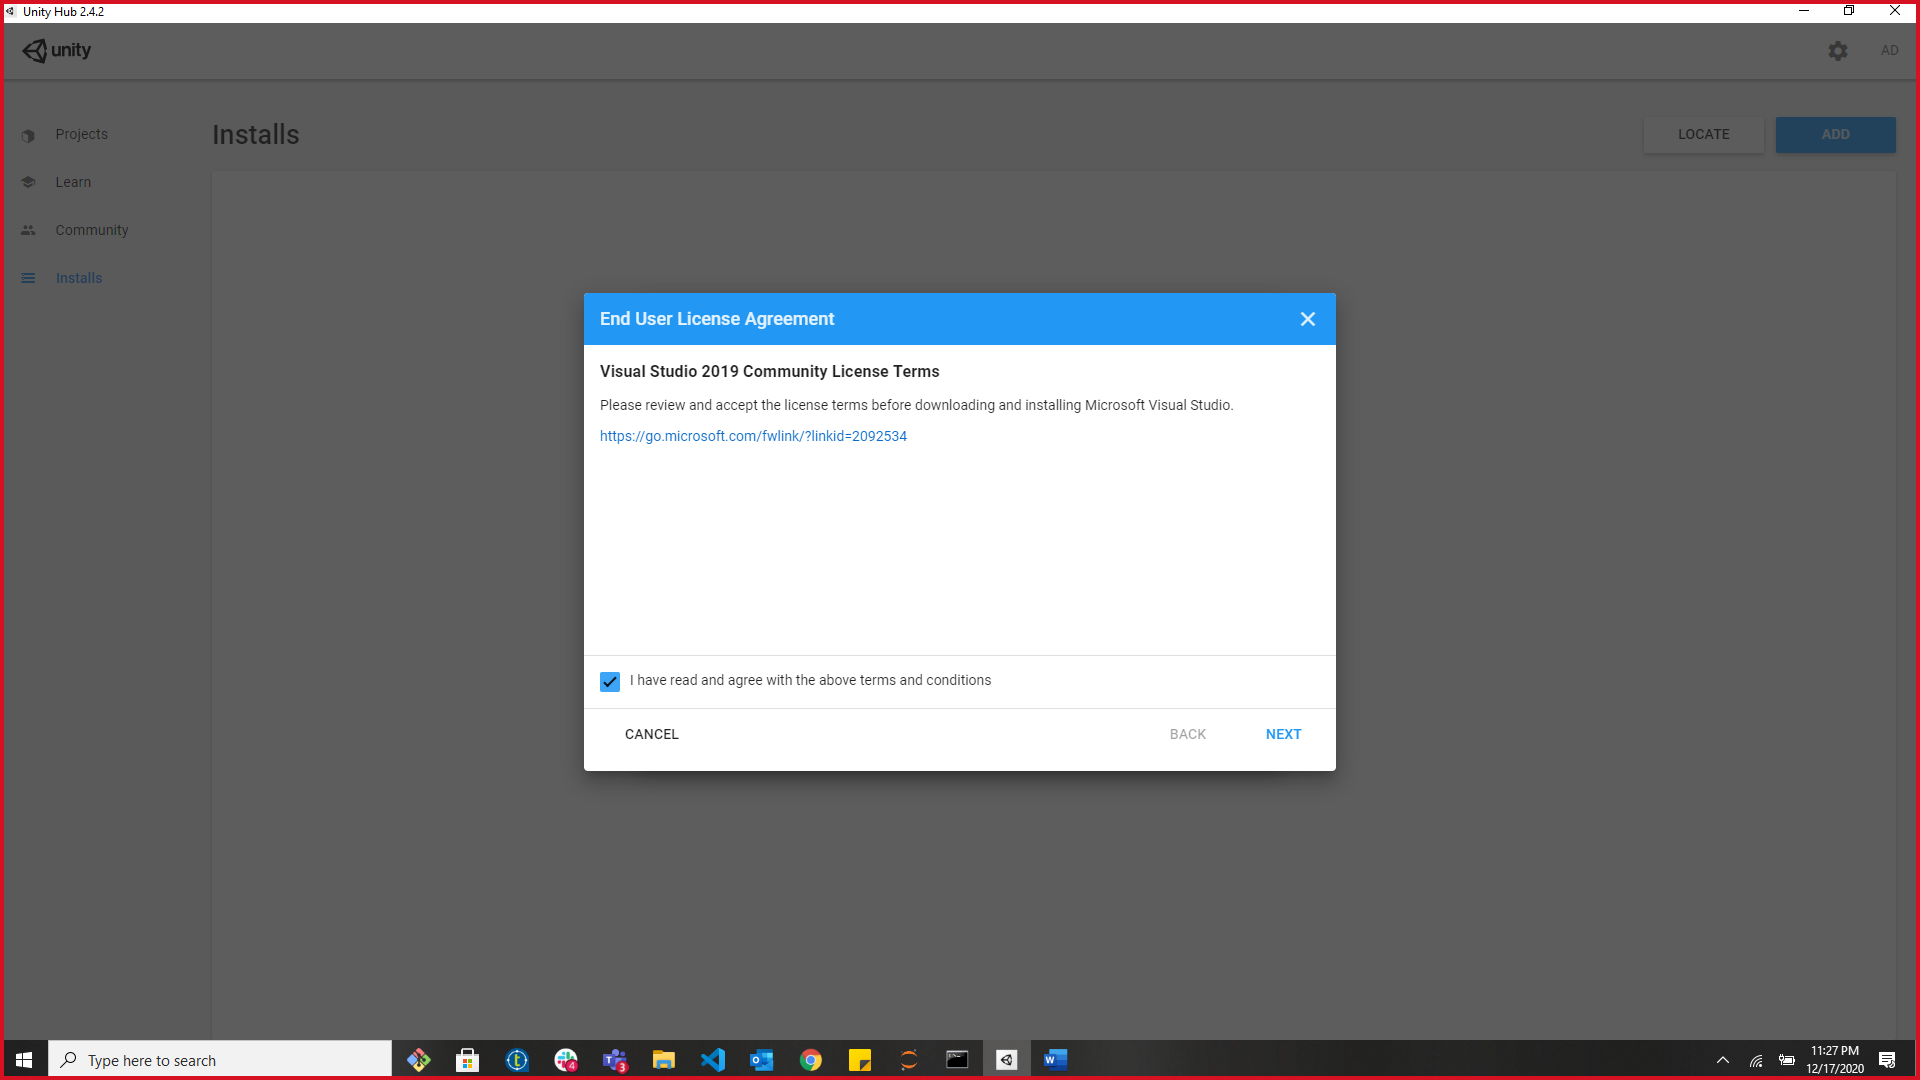 Unity Hub 2.4.2
unity
AD
Projects
Learn
Community
Installs
Installs
LOCATE
ADD
End User License Agreement
Visual Studio 2019 Community License Terms
Please review and accept the license terms before downloading and installing Microsoft Visual Studio.
https://go.microsoft.com/fwlink/?linkid=2092534
I have read and agree with the above terms and conditions
CANCEL
BACK
NEXT
Type here to search
4
3
11:27 PM
12/17/2020